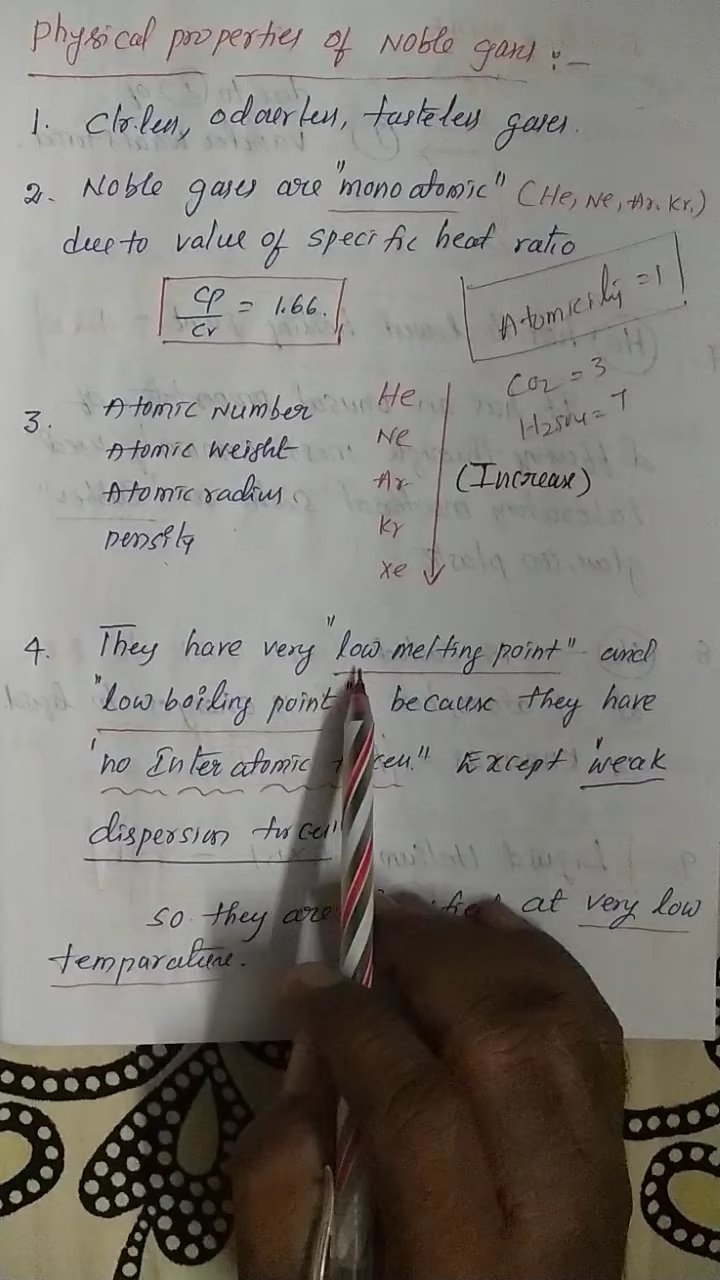 Physical properties of Noble gases :-
1. Clr.less, odourless, tasteless gases.
2. Noble gases are "mono atomic" (He, Ne, Ar. Kr.)
due to value of specific heat ratio
Cp/Cv = 1.66.
Atomicity = 1
CO2 = 3
H2SO4 = 7
3. Atomic Number
Atomic weight
Atomic radius
Density
He
Ne
Ar
Kr
Xe
(Increase)
4. They have very "low melting point" and
"low boiling point" because they have
"no Inter atomic Except "weak
dispersion
so they are at very low
temparature.